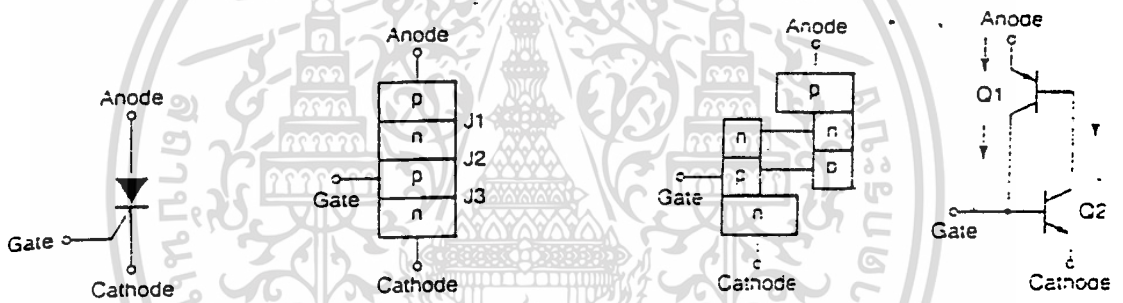 Anode
Gate
Cathode
Anode
p
n
p
n
J1
J2
J3
Gate
Cathode
Anode
p
n
n
p
p
n
Gate
Cathode
Anode
Q1
Q2
Gate
Cathode